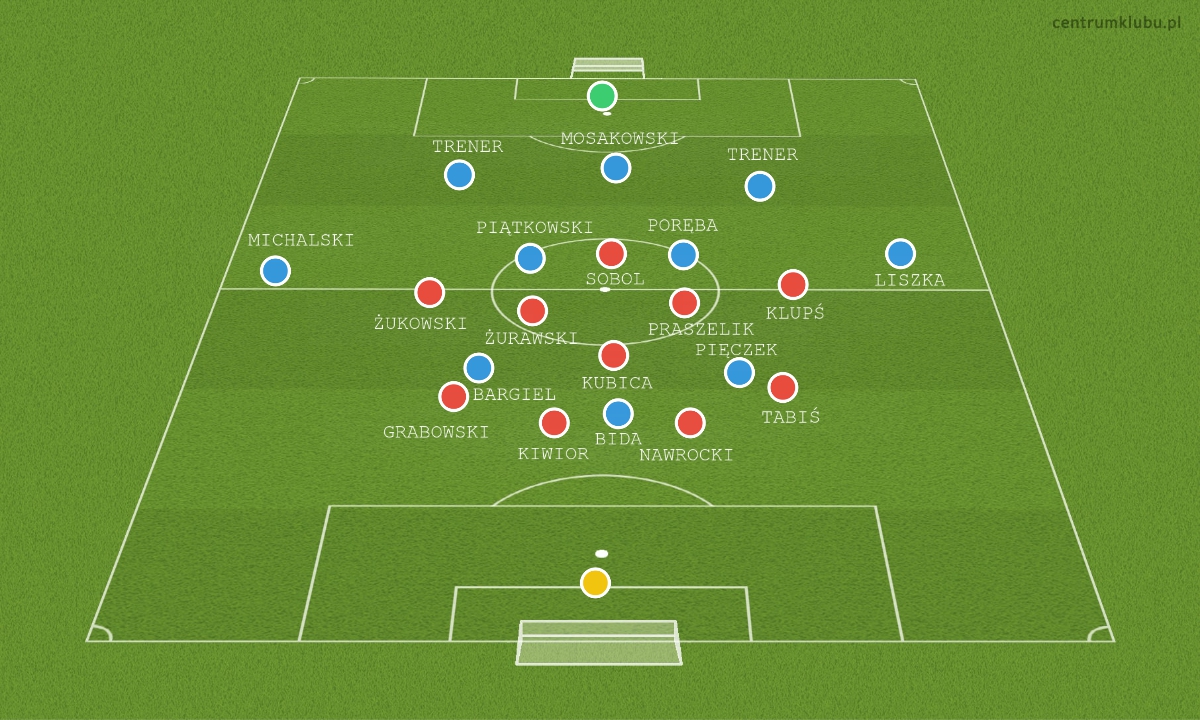 centrumklubu.pl
MOSAKOWSKI
TRENER
TRENER
PIĄTKOWSKI
PORĘBA
MICHALSKI
SOBOL
LISZKA
ŻUKOWSKI
KLUPŚ
ŻURAWSKI
PRASZELIK
PIĘCZEK
KUBICA
BARGIEL
TABIŚ
GRABOWSKI
BIDA
KIWIOR
NAWROCKI